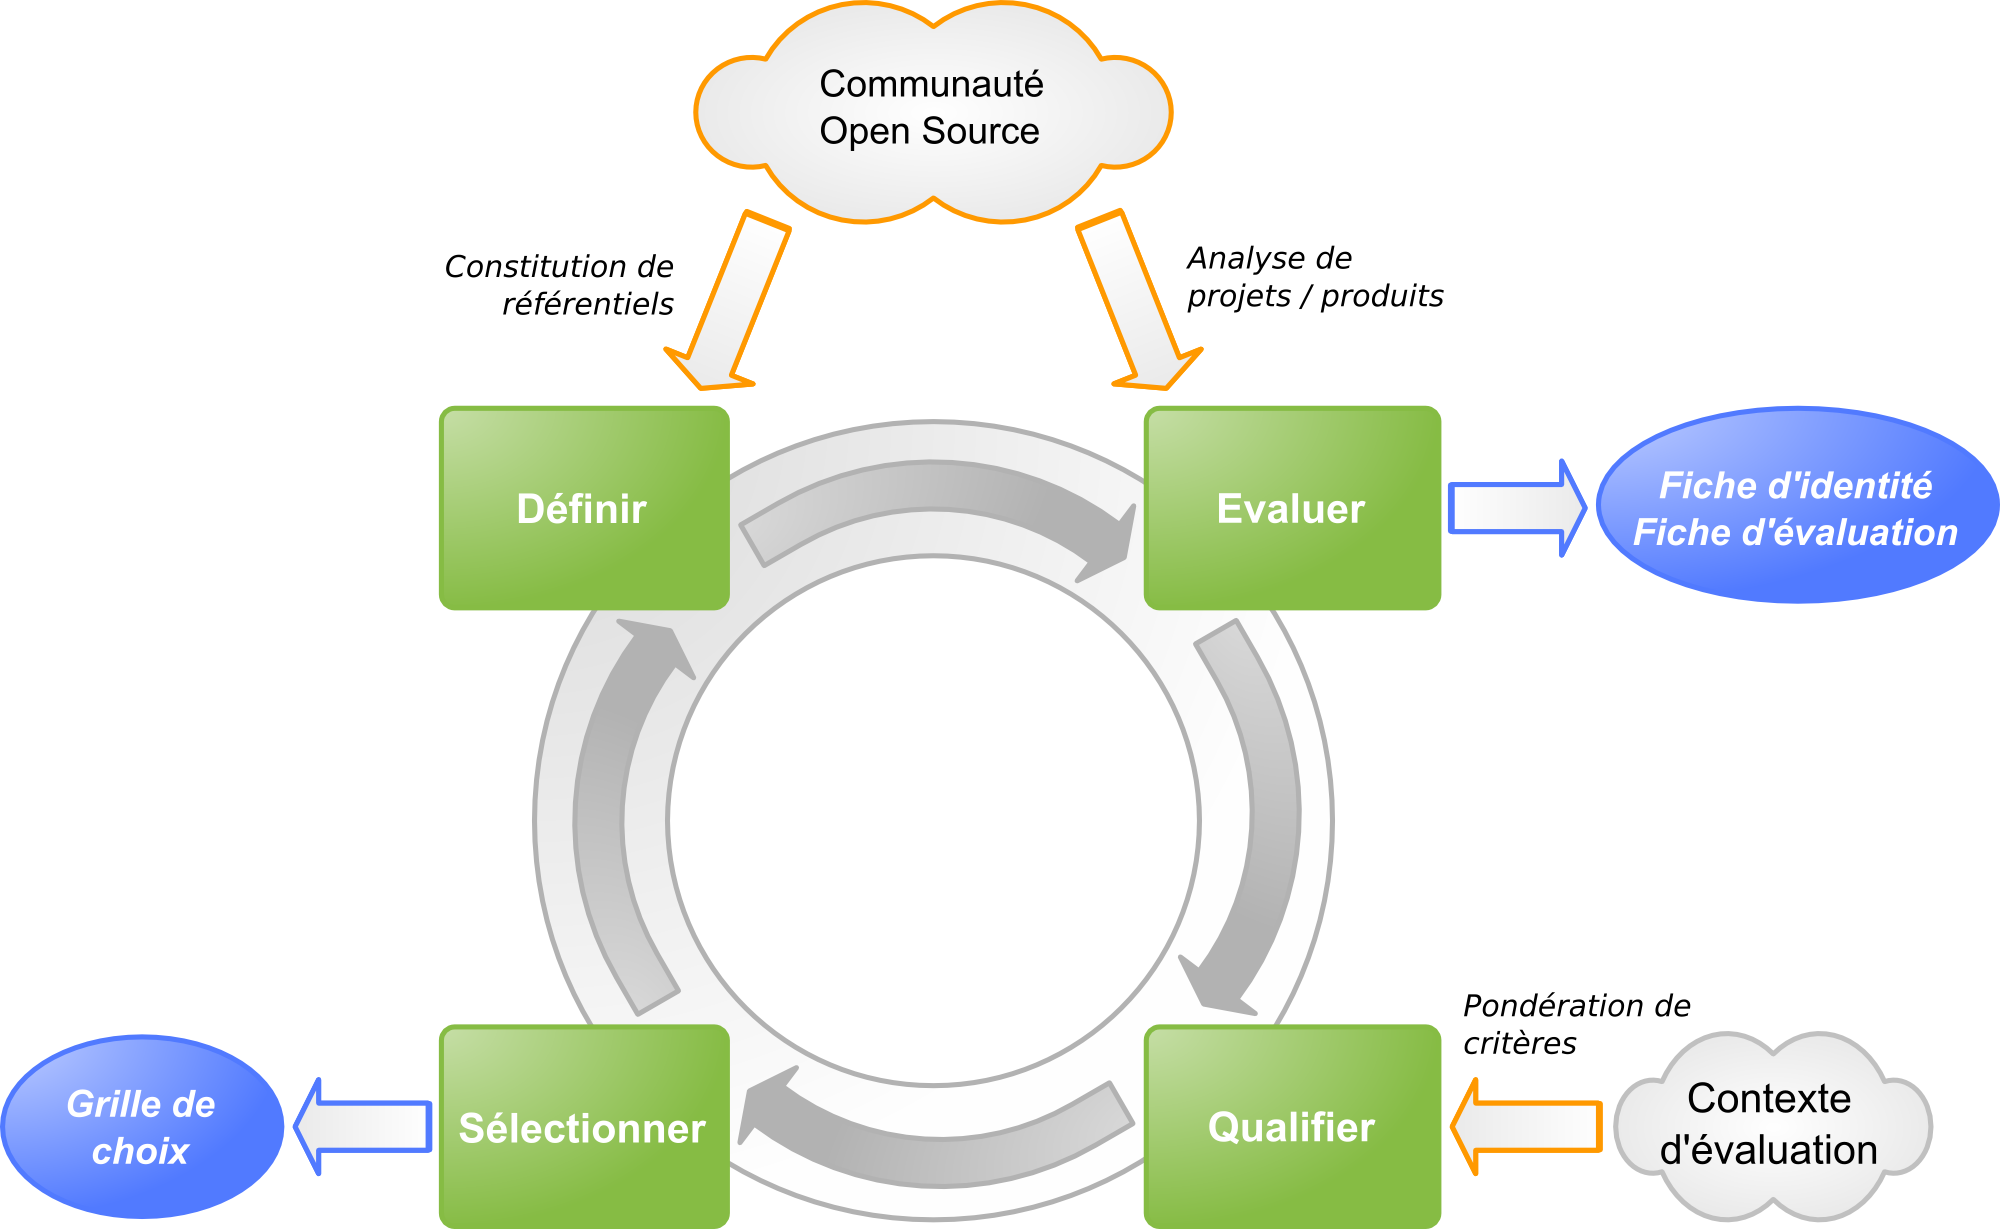 Communauté
Open Source
Constitution de
référentiels
Analyse de
projets / produits
Définir
Evaluer
Fiche d'identité
Fiche d'évaluation
Pondération de
critères
Grille de
choix
Sélectionner
Qualifier
Contexte
d'évaluation